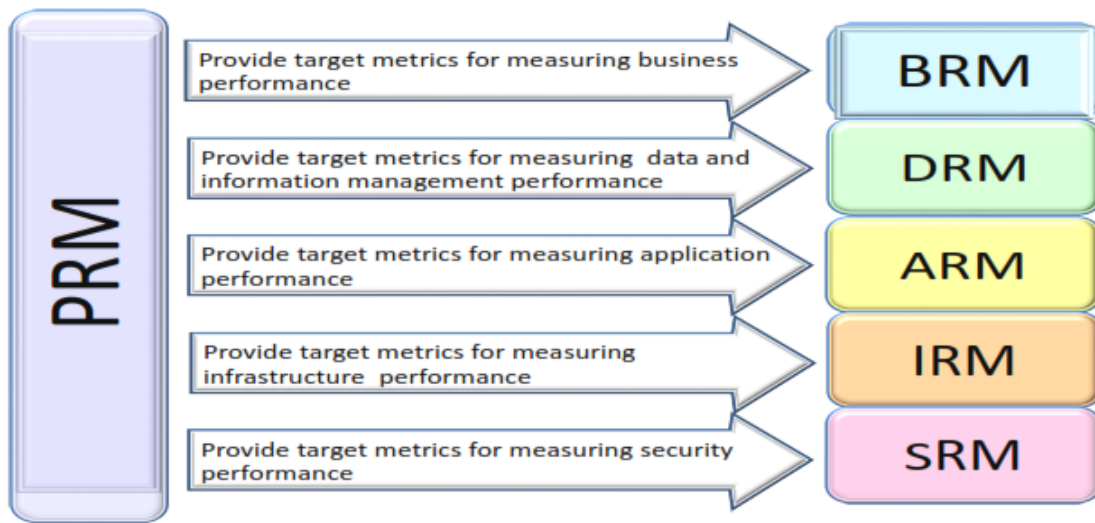 PRM
Provide target metrics for measuring business
performance
BRM
Provide target metrics for measuring data and
information management performance
DRM
Provide target metrics for measuring application
performance
ARM
Provide target metrics for measuring
infrastructure performance
IRM
Provide target metrics for measuring security
performance
sRM